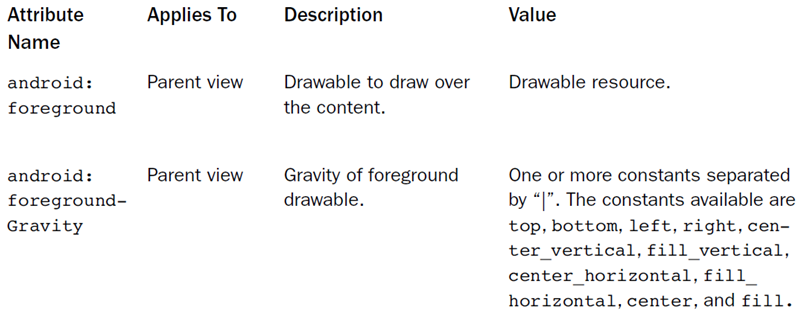 Attribute Name Applies To Description Value
android: foreground Parent view Drawable to draw over the content. Drawable resource.
android: foreground-Gravity Parent view Gravity of foreground drawable. One or more constants separated by “|”. The constants available are top, bottom, left, right, cen-
ter_vertical, fill_vertical,
center_horizontal, fill_
horizontal, center, and fill.